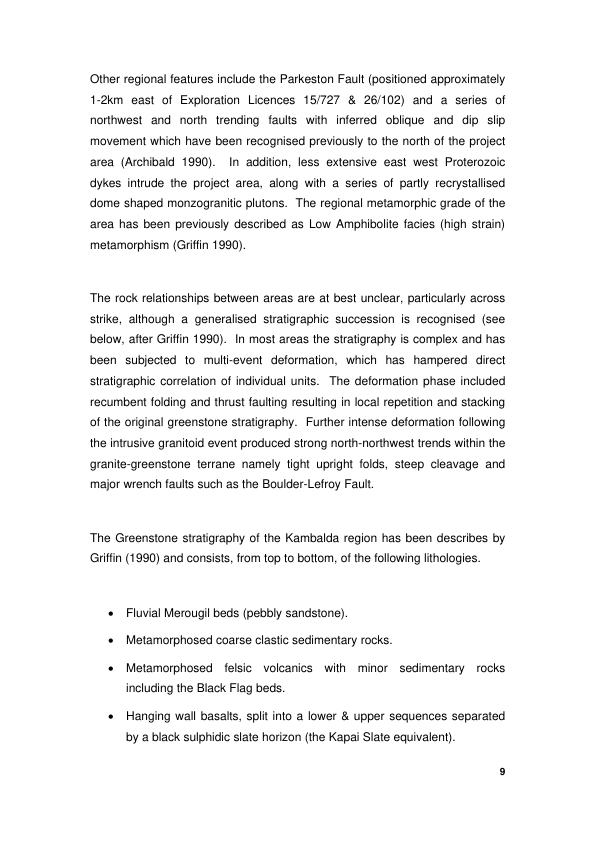 Other regional features include the Parkeston Fault (positioned approximately
1-2km east of Exploration Licences 15/727 & 26/102) and a series of
northwest and north trending faults with inferred oblique and dip slip
movement which have been recognised previously to the north of the project
area (Archibald 1990). In addition, less extensive east west Proterozoic
dykes intrude the project area, along with a series of partly recrystallised
dome shaped monzogranitic plutons. The regional metamorphic grade of the
area has been previously described as Low Amphibolite facies (high strain)
metamorphism (Griffin 1990).
The rock relationships between areas are at best unclear, particularly across
strike, although a generalised stratigraphic succession is recognised (see
below, after Griffin 1990). In most areas the stratigraphy is complex and has
been subjected to multi-event deformation, which has hampered direct
stratigraphic correlation of individual units. The deformation phase included
recumbent folding and thrust faulting resulting in local repetition and stacking
of the original greenstone stratigraphy. Further intense deformation following
the intrusive granitoid event produced strong north-northwest trends within the
granite-greenstone terrane namely tight upright folds, steep cleavage and
major wrench faults such as the Boulder-Lefroy Fault.
The Greenstone stratigraphy of the Kambalda region has been describes by
Griffin (1990) and consists, from top to bottom, of the following lithologies.
• Fluvial Merougil beds (pebbly sandstone).
• Metamorphosed coarse clastic sedimentary rocks.
• Metamorphosed felsic volcanics with minor sedimentary rocks
including the Black Flag beds.
• Hanging wall basalts, split into a lower & upper sequences separated
by a black sulphidic slate horizon (the Kapai Slate equivalent).
9